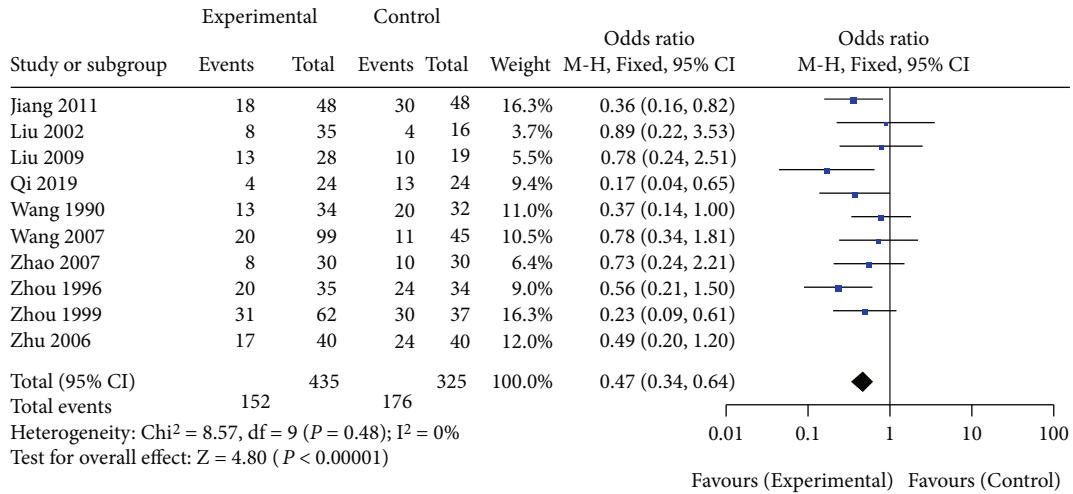 Experimental Control
Odds ratio Odds ratio
Study or subgroup Events Total Events Total Weight M-H, Fixed, 95% CI M-H, Fixed, 95% CI
Jiang 2011 18 48 30 48 16.3% 0.36 (0.16, 0.82)
Liu 2002 8 35 4 16 3.7% 0.89 (0.22, 3.53)
Liu 2009 13 28 10 19 5.5% 0.78 (0.24, 2.51)
Qi 2019 4 24 13 24 9.4% 0.17 (0.04, 0.65)
Wang 1990 13 34 20 32 11.0% 0.37 (0.14, 1.00)
Wang 2007 20 99 11 45 10.5% 0.78 (0.34, 1.81)
Zhao 2007 8 30 10 30 6.4% 0.73 (0.24, 2.21)
Zhou 1996 20 35 24 34 9.0% 0.56 (0.21, 1.50)
Zhou 1999 31 62 30 37 16.3% 0.23 (0.09, 0.61)
Zhu 2006 17 40 24 40 12.0% 0.49 (0.20, 1.20)
Total (95% CI) 435 325 100.0% 0.47 (0.34, 0.64)
Total events 152 176
Heterogeneity: Chi² = 8.57, df = 9 (P = 0.48); I² = 0%
Test for overall effect: Z = 4.80 (P < 0.00001)
0.01 0.1 1 10 100
Favours (Experimental) Favours (Control)